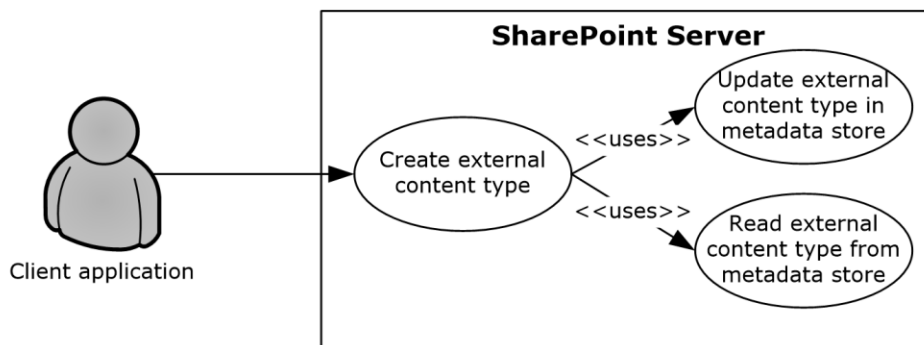 SharePoint Server
Update external
content type in
metadata store
<<uses>>
Create external
content type
<<uses>>
Read external
content type from
metadata store
Client application